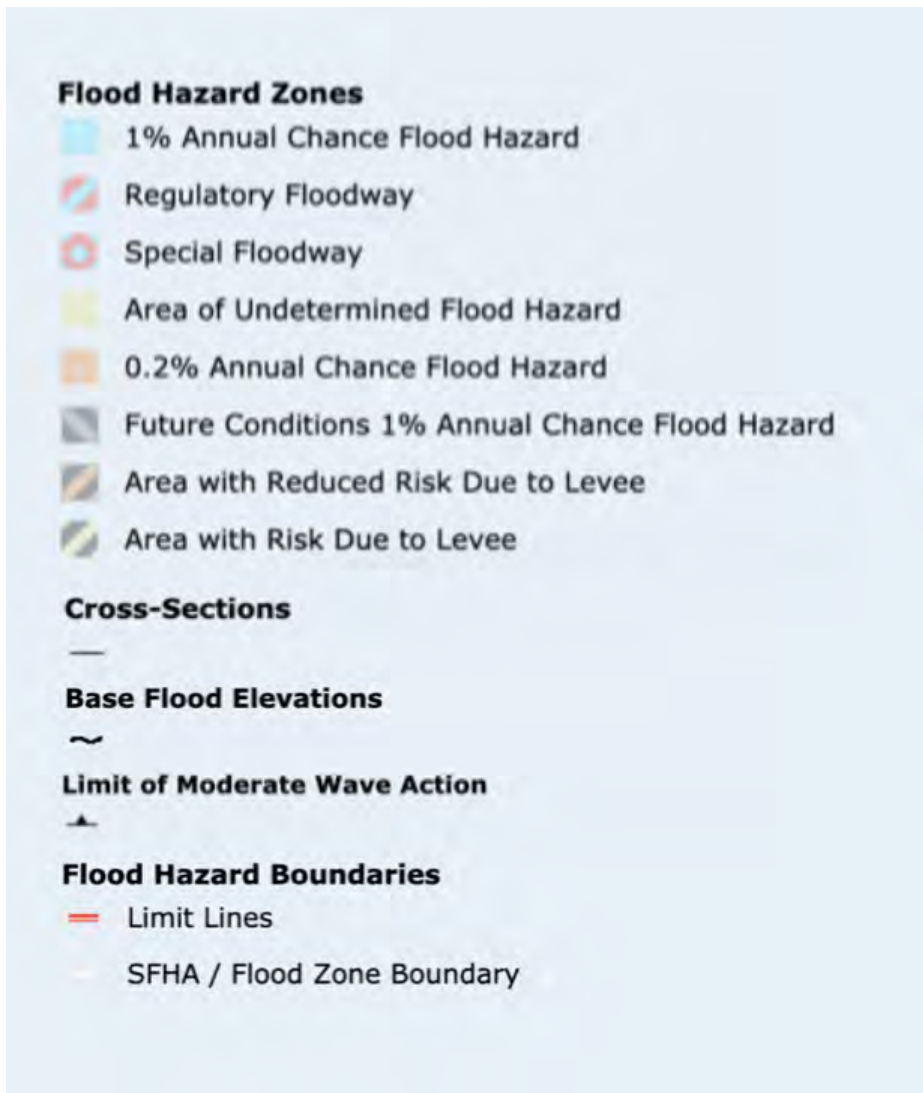 Flood Hazard Zones
1% Annual Chance Flood Hazard
Regulatory Floodway
Special Floodway
Area of Undetermined Flood Hazard
0.2% Annual Chance Flood Hazard
Future Conditions 1% Annual Chance Flood Hazard
Area with Reduced Risk Due to Levee
Area with Risk Due to Levee
Cross-Sections
Base Flood Elevations
Limit of Moderate Wave Action
Flood Hazard Boundaries
Limit Lines
SFHA / Flood Zone Boundary